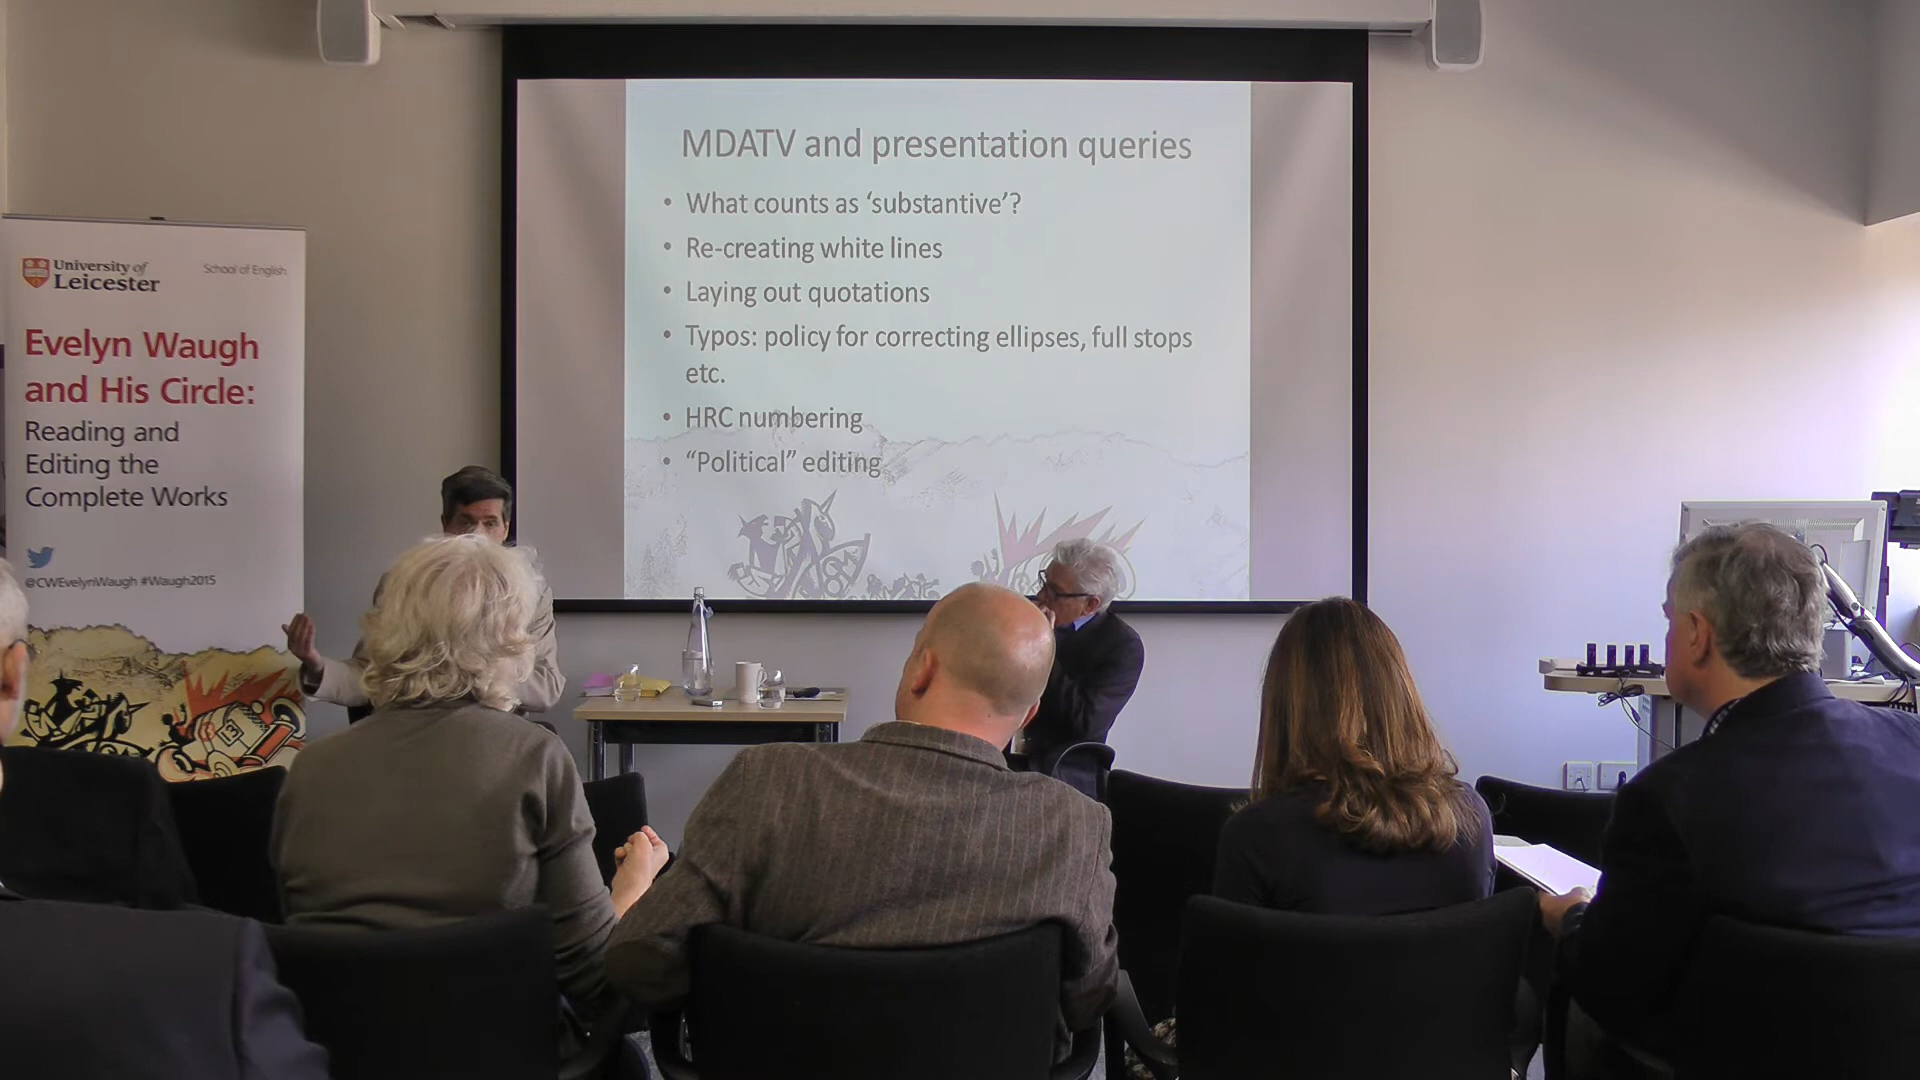 MDATV and presentation queries
• What counts as ‘substantive’?
• Re-creating white lines
• Laying out quotations
• Typos: policy for correcting ellipses, full stops
etc.
• HRC numbering
• “Political” editing
University of
Leicester
School of English
Evelyn Waugh
and His Circle:
Reading and
Editing the
Complete Works
@CWEvelynWaugh #Waugh2015
13